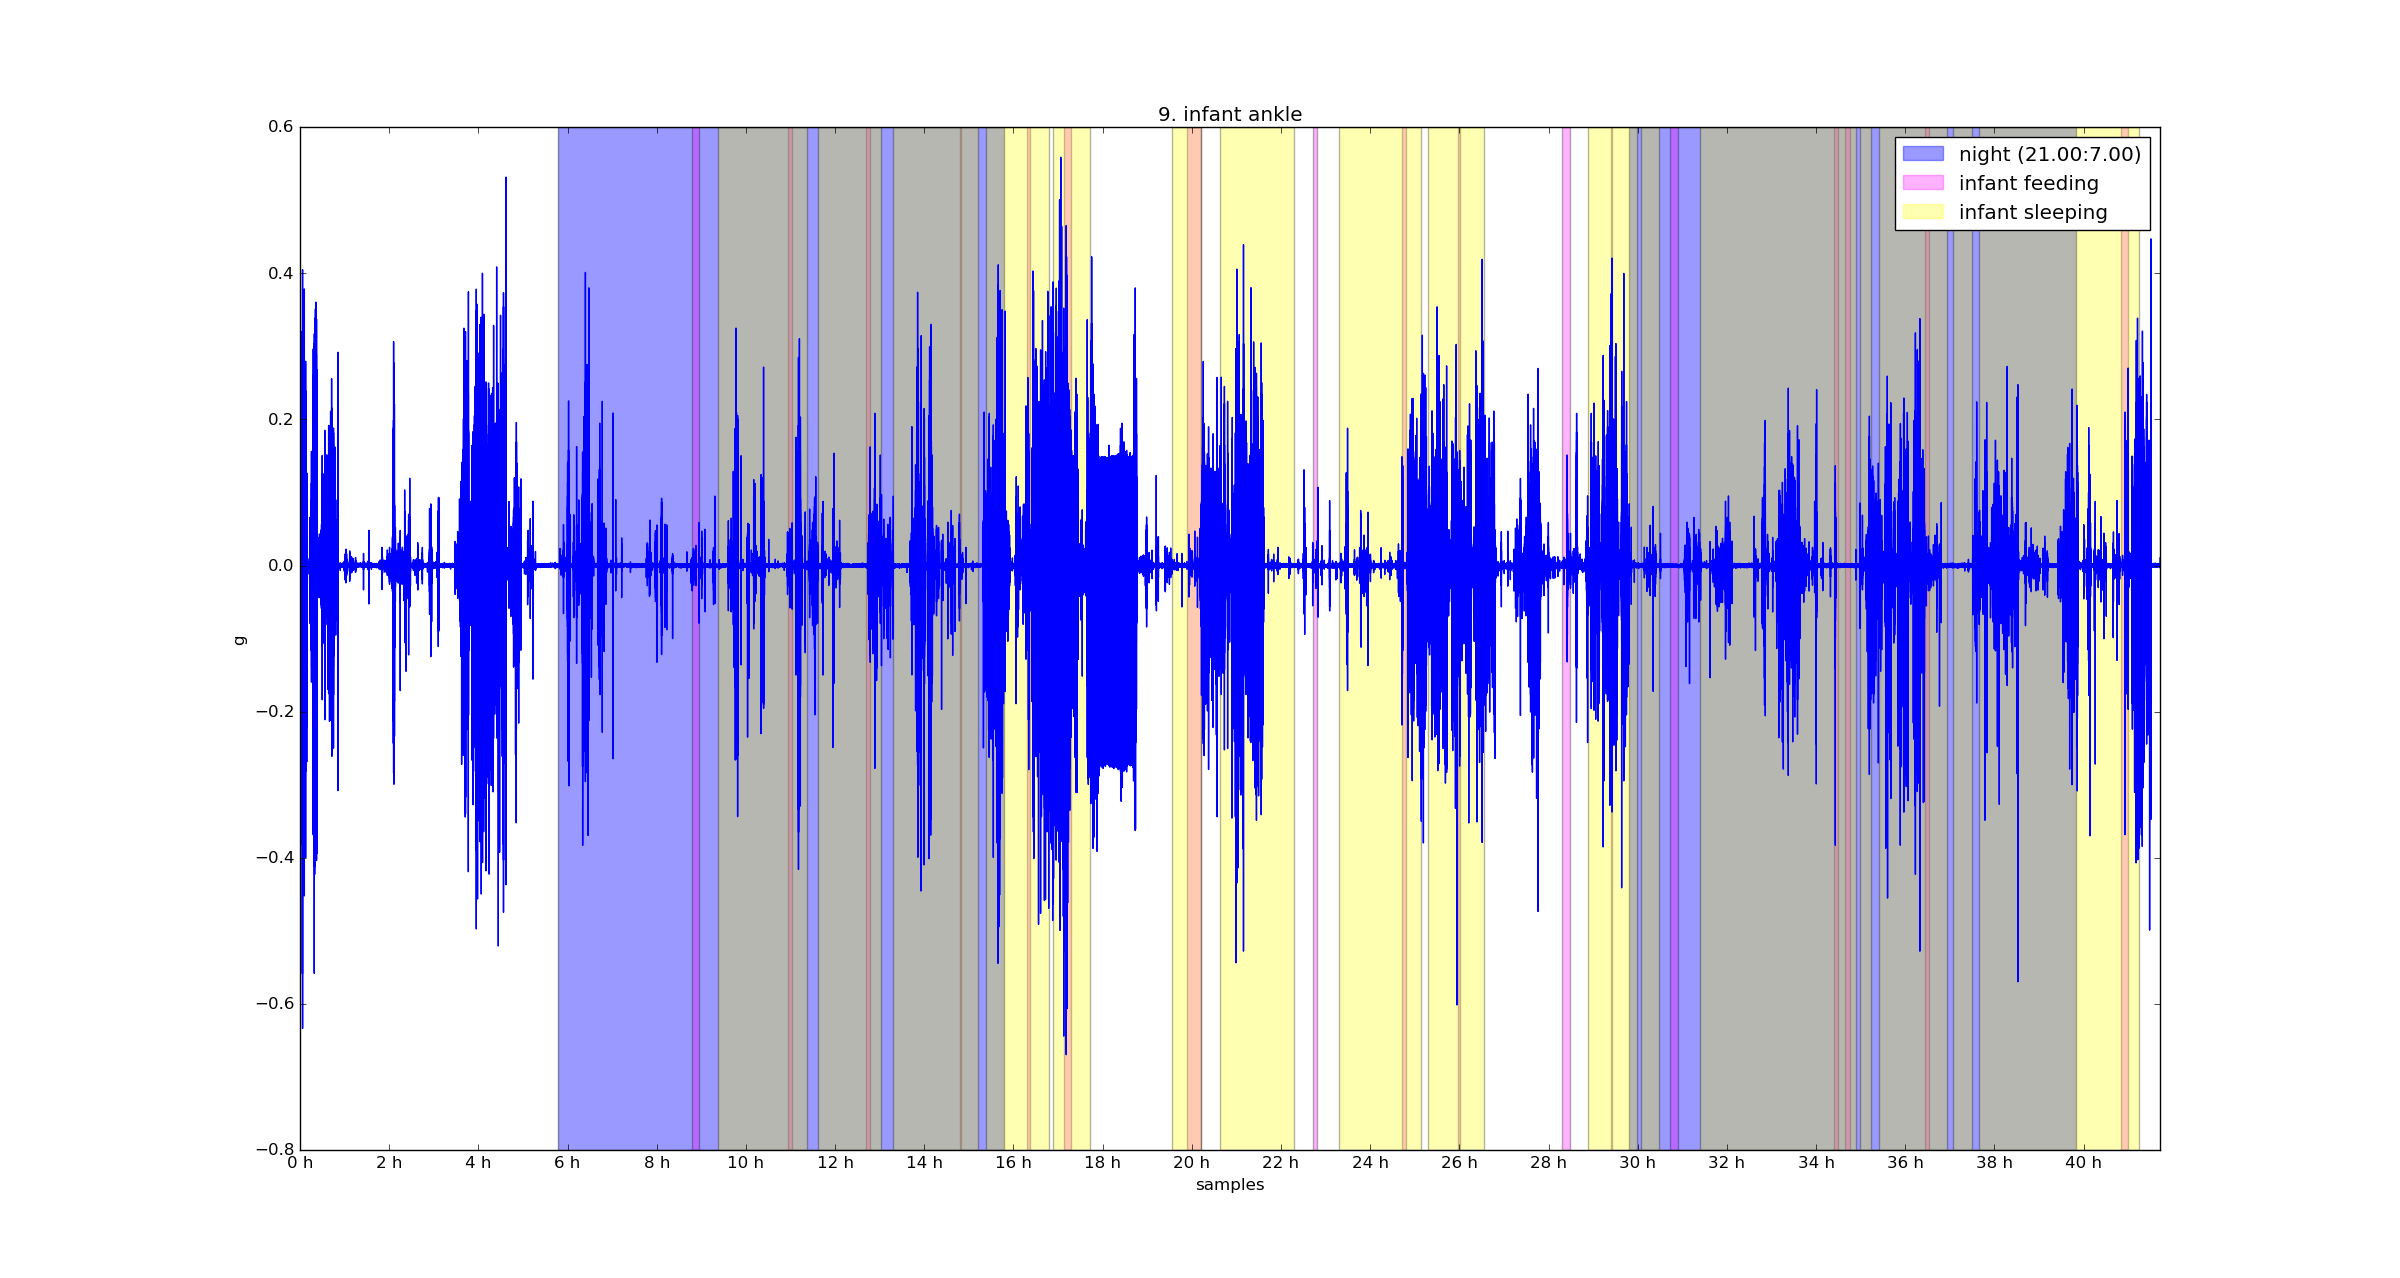 9. infant ankle
0.6
0.4
0.2
0.0
−0.2
−0.4
−0.6
−0.8
g
night (21.00:7.00)
infant feeding
infant sleeping
0 h 2 h 4 h 6 h 8 h 10 h 12 h 14 h 16 h 18 h 20 h 22 h 24 h 26 h 28 h 30 h 32 h 34 h 36 h 38 h 40 h
samples